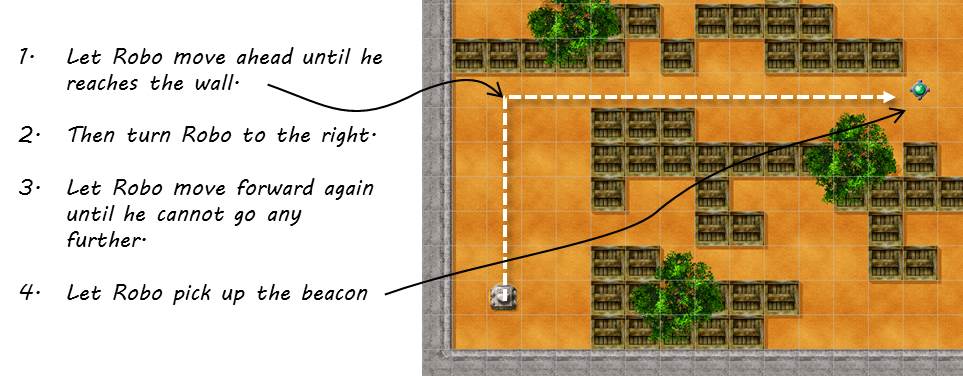 1. Let Robo move ahead until he
reaches the wall.
2. Then turn Robo to the right.
3. Let Robo move forward again
until he cannot go any
further.
4. Let Robo pick up the beacon